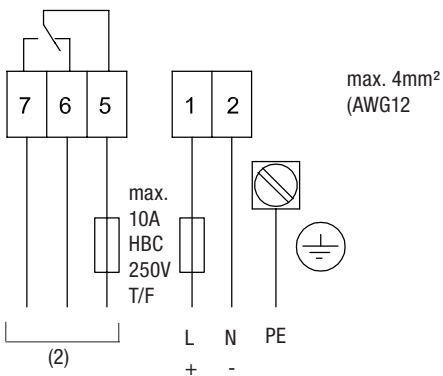 max. 4mm²
(AWG12
7 6 5 1 2
max.
10A
HBC
250V
T/F
L N PE
(2)
+ -